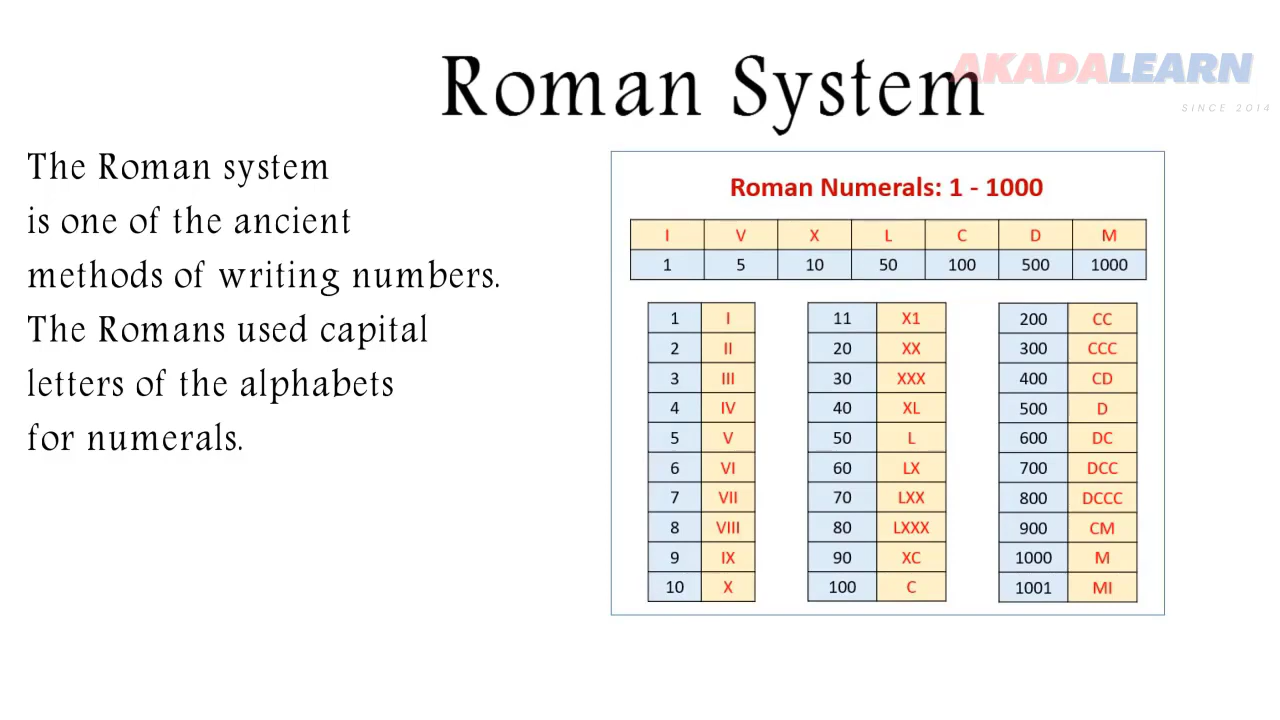 Roman System
AKADALEARN
SINCE 2014
The Roman system
is one of the ancient
methods of writing numbers.
The Romans used capital
letters of the alphabets
for numerals.
Roman Numerals: 1 - 1000
I V X L C D M
1 5 10 50 100 500 1000
1 I 11 X1 200 CC
2 II 20 XX 300 CCC
3 III 30 XXX 400 CD
4 IV 40 XL 500 D
5 V 50 L 600 DC
6 VI 60 LX 700 DCC
7 VII 70 LXX 800 DCCC
8 VIII 80 LXXX 900 CM
9 IX 90 XC 1000 M
10 X 100 C 1001 MI